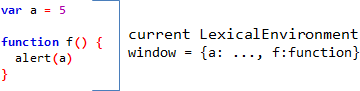 var a = 5
function f() {
  alert(a)
}
current LexicalEnvironment
window = {a: ..., f:function}